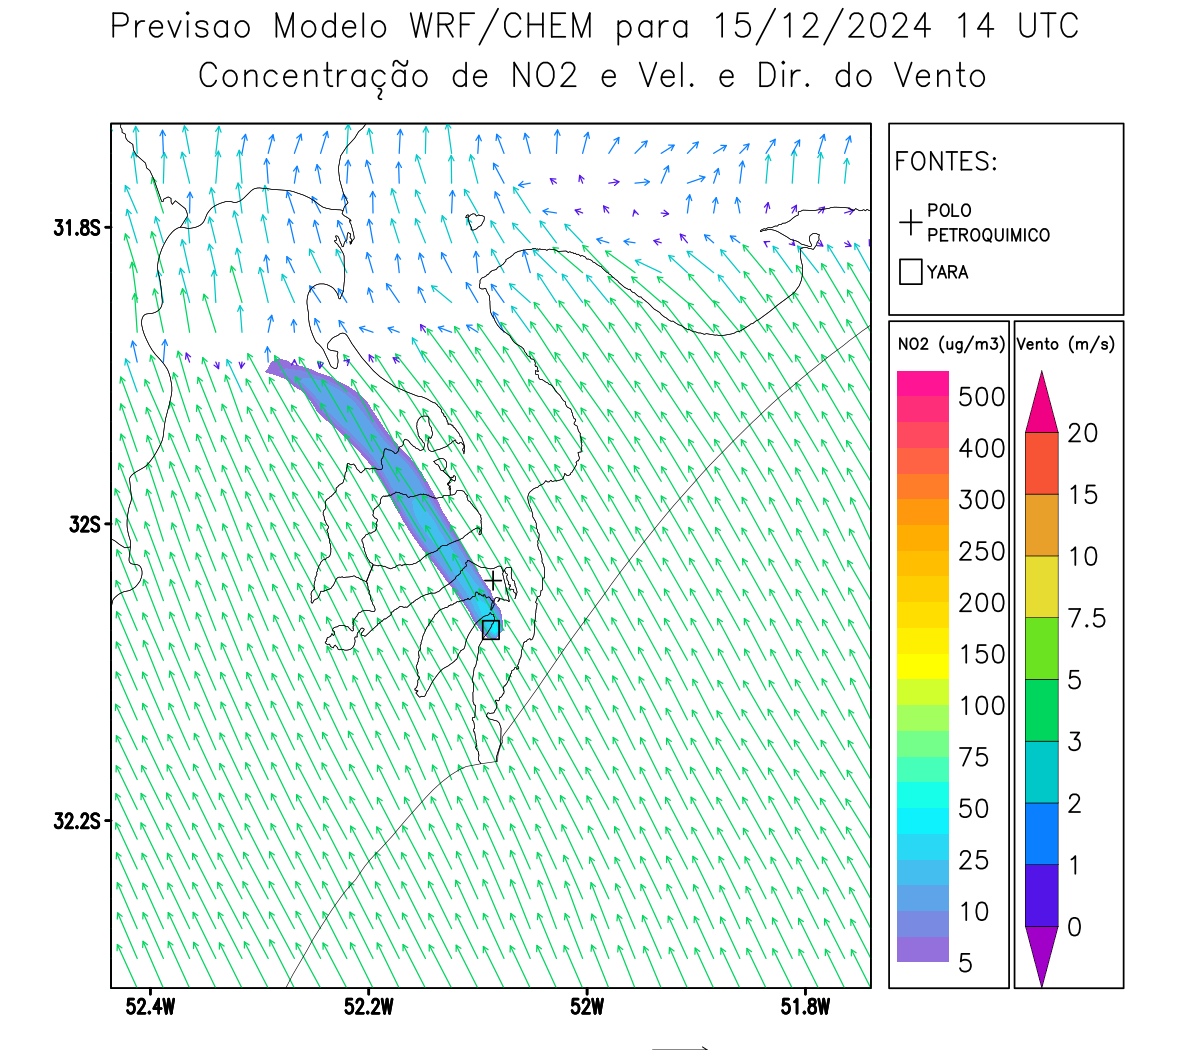 Previsao Modelo WRF/CHEM para 15/12/2024 14 UTC
Concentração de NO2 e Vel. e Dir. do Vento
31.8S
32S
32.2S
52.4W
52.2W
52W
51.8W
FONTES:
POLO
PETROQUIMICO
YARA
NO2 (ug/m3)
500
400
300
250
200
150
100
75
50
25
10
5
Vento (m/s)
20
15
10
7.5
5
3
2
1
0